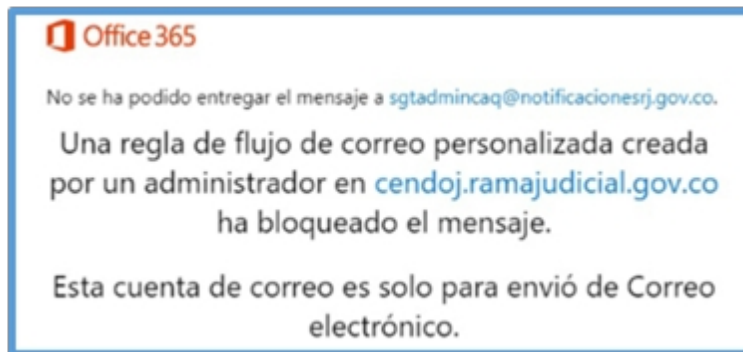 Office 365
No se ha podido entregar el mensaje a sgtadmincaq@notificacionesrj.gov.co.
Una regla de flujo de correo personalizada creada
por un administrador en cendoj.ramajudicial.gov.co
ha bloqueado el mensaje.
Esta cuenta de correo es solo para envió de Correo
electrónico.